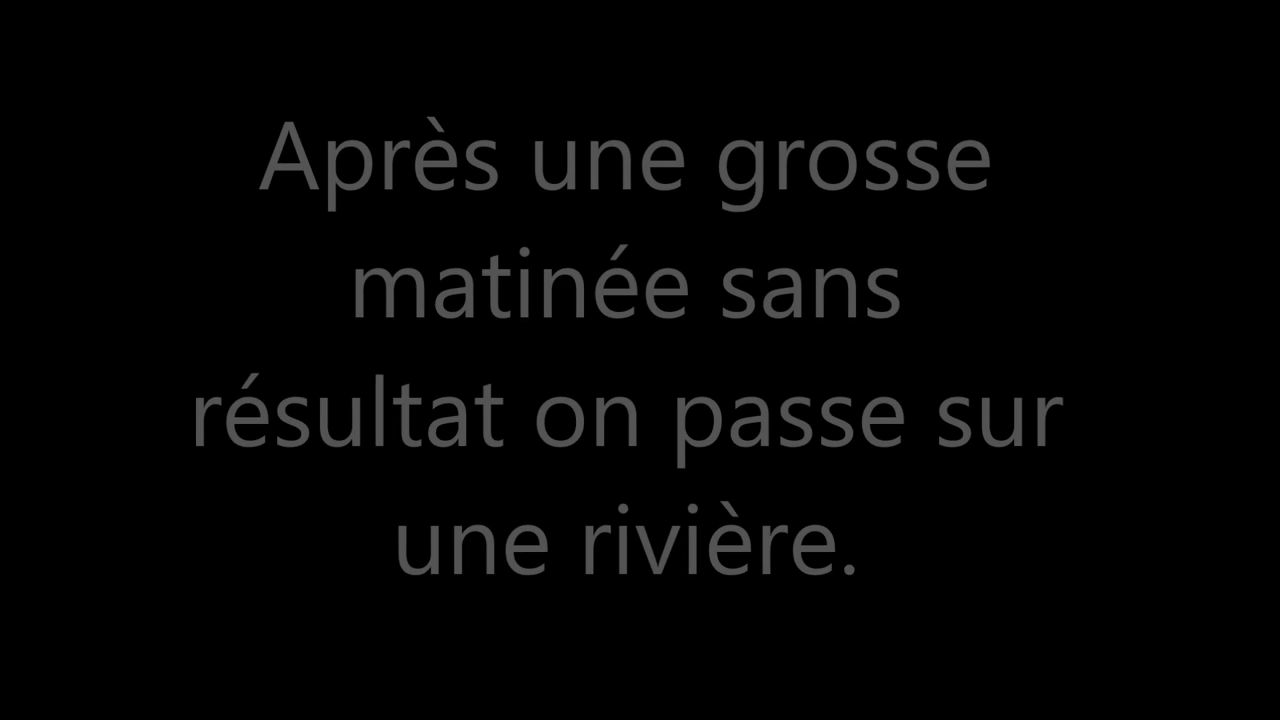 Après une grosse
matinée sans
résultat on passe sur
une rivière.